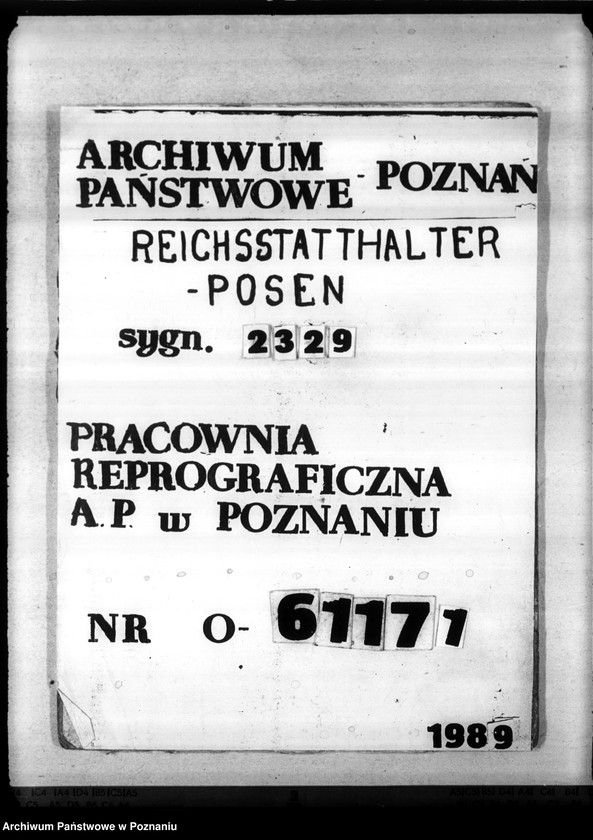 ARCHIWUM
PAŃSTWOWE - POZNAŃ
REICHSSTATTHALTER
-POSEN
sygn. 2329
PRACOWNIA
REPROGRAFICZNA
A.P. w POZNANIU
NR O-61171
1989
Archiwum Państwowe w Poznaniu